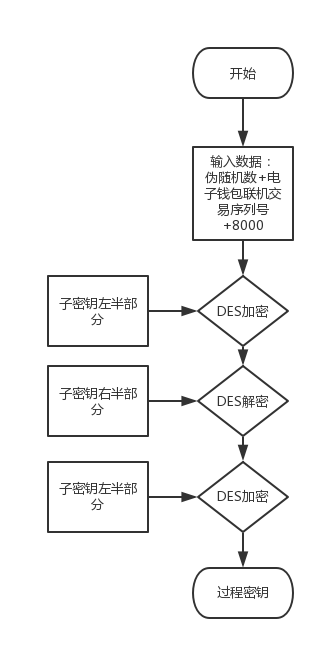 开始
输入数据：
伪随机数+电
子钱包联机交
易序列号
+8000
子密钥左半部
分
DES加密
子密钥右半部
分
DES解密
子密钥左半部
分
DES加密
过程密钥